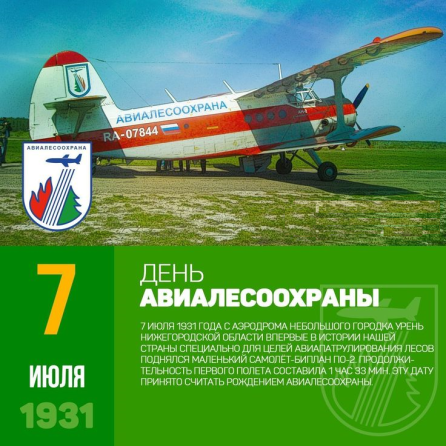 АВИАЛЕСООХРАНА
RA-07844
АВИАЛЕСООХРАНА
7
ИЮЛЯ
1931
ДЕНЬ
АВИАЛЕСООХРАНЫ
7 ИЮЛЯ 1931 ГОДА С АЭРОДРОМА НЕБОЛЬШОГО ГОРОДКА УРЕНЬ
НИЖЕГОРОДСКОЙ ОБЛАСТИ ВПЕРВЫЕ В ИСТОРИИ НАШЕЙ
СТРАНЫ СПЕЦИАЛЬНО ДЛЯ ЦЕЛЕЙ АВИАПАТРУЛИРОВАНИЯ ЛЕСОВ
ПОДНЯЛСЯ МАЛЕНЬКИЙ САМОЛЁТ-БИПЛАН ПО-2. ПРОДОЛЖИ-
ТЕЛЬНОСТЬ ПЕРВОГО ПОЛЕТА СОСТАВИЛА 1 ЧАС 33 МИН. ЭТУ ДАТУ
ПРИНЯТО СЧИТАТЬ РОЖДЕНИЕМ АВИАЛЕСООХРАНЫ.